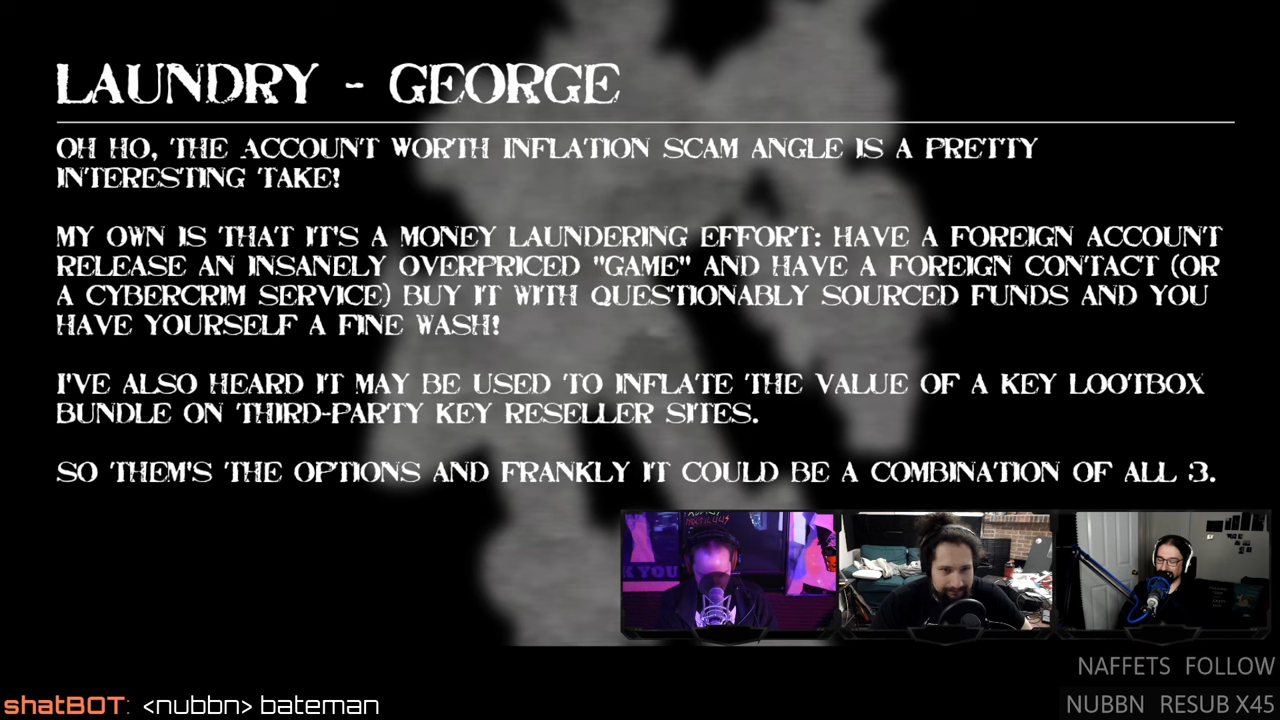 LAUNDRY - GEORGE
OH HO, THE ACCOUNT WORTH INFLATION SCAM ANGLE IS A PRETTY
INTERESTING TAKE!
MY OWN IS THAT IT'S A MONEY LAUNDERING EFFORT: HAVE A FOREIGN ACCOUNT
RELEASE AN INSANELY OVERPRICED "GAME" AND HAVE A FOREIGN CONTACT (OR
A CYBERCRIM SERVICE) BUY IT WITH QUESTIONABLY SOURCED FUNDS AND YOU
HAVE YOURSELF A FINE WASH!
I'VE ALSO HEARD IT MAY BE USED TO INFLATE THE VALUE OF A KEY LOOTBOX
BUNDLE ON THIRD-PARTY KEY RESELLER SITES.
SO THEM'S THE OPTIONS AND FRANKLY IT COULD BE A COMBINATION OF ALL 3.
K YOU
NAFFETS FOLLOW
NUBBN RESUB X45
shatBOT: <nubbn> bateman